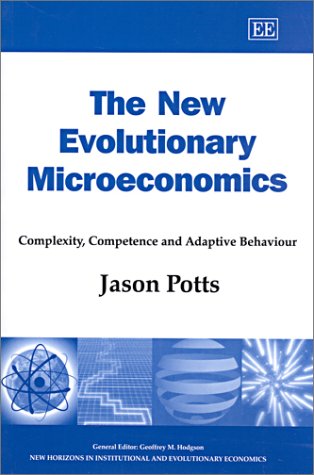 EE
The New
Evolutionary
Microeconomics
Complexity, Competence and Adaptive Behaviour
Jason Potts
General Editor: Geoffrey M. Hodgson
NEW HORIZONS IN INSTITUTIONAL AND EVOLUTIONARY ECONOMICS